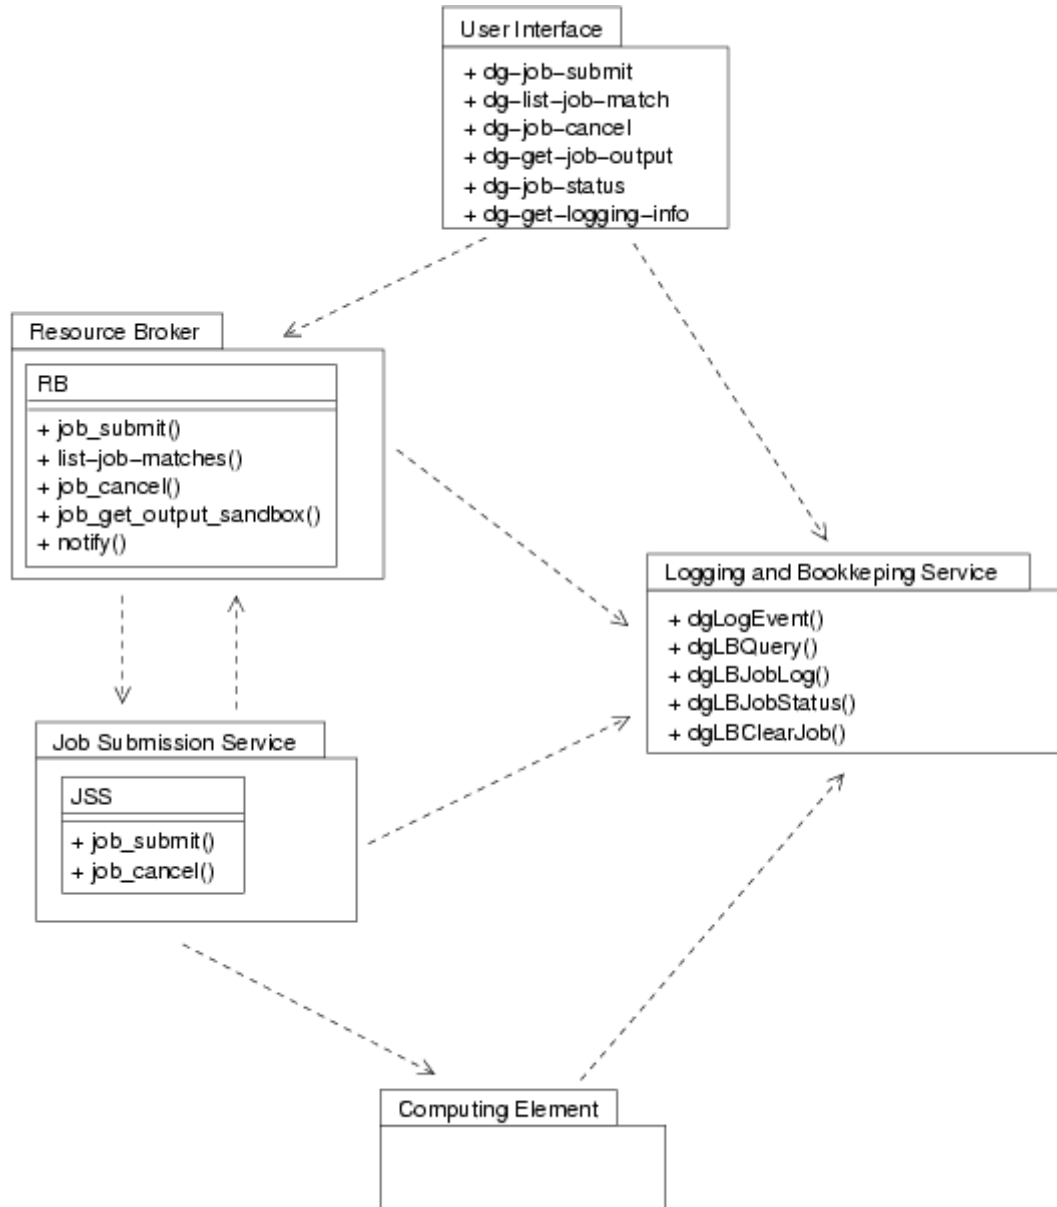 User Interface
+ dg-job-submit
+ dg-list-job-match
+ dg-job-cancel
+ dg-get-job-output
+ dg-job-status
+ dg-get-logging-info
Resource Broker
RB
+ job_submit()
+ list-job-matches()
+ job_cancel()
+ job_get_output_sandbox()
+ notify()
Logging and Bookkeping Service
+ dgLogEvent()
+ dgLBQuery()
+ dgLBJobLog()
+ dgLBJobStatus()
+ dgLBClearJob()
Job Submission Service
JSS
+ job_submit()
+ job_cancel()
Computing Element